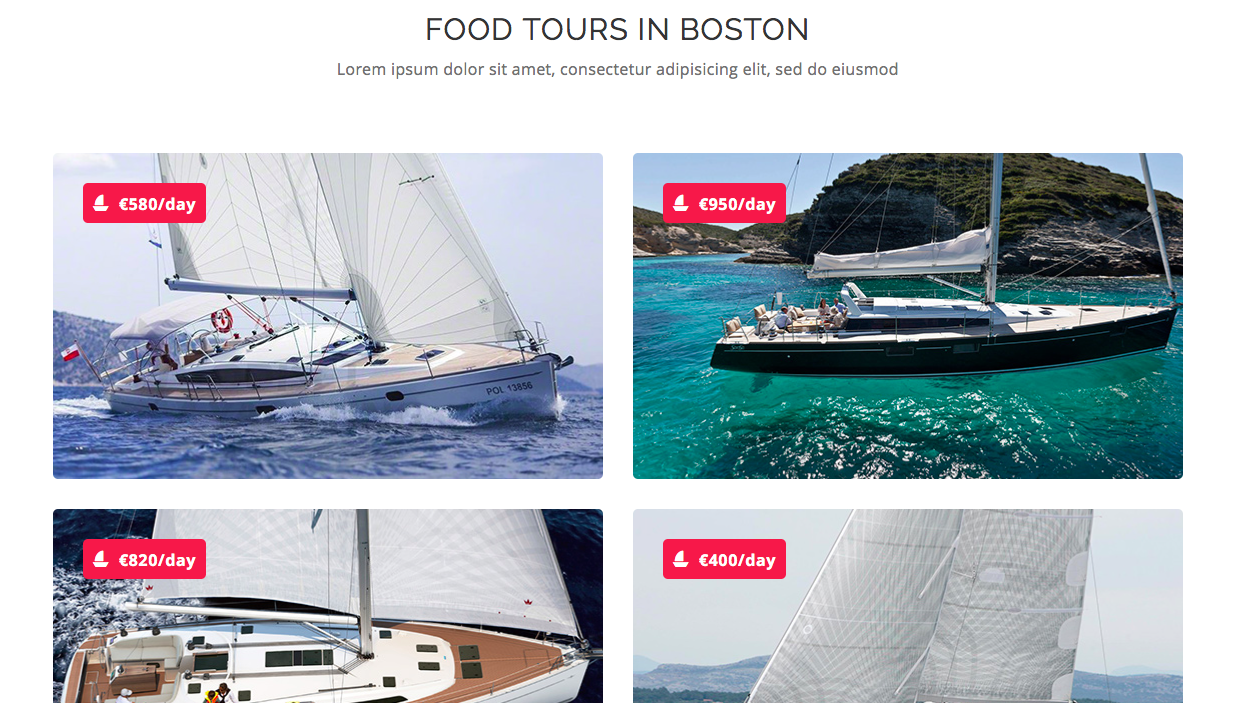 FOOD TOURS IN BOSTON
Lorem ipsum dolor sit amet, consectetur adipisicing elit, sed do eiusmod
€580/day
€950/day
POL 13856
€820/day
€400/day